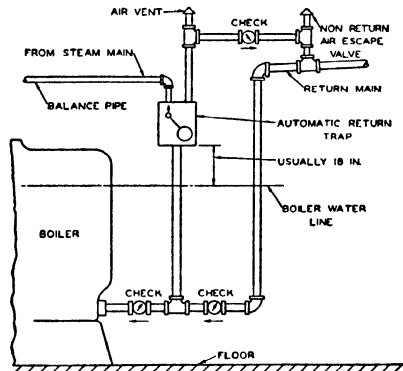 AIR VENT
CHECK
NON RETURN
AIR ESCAPE
VALVE
FROM STEAM MAIN
BALANCE PIPE
RETURN MAIN
AUTOMATIC RETURN
TRAP
USUALLY 18 IN.
BOILER WATER
LINE
BOILER
CHECK
CHECK
FLOOR